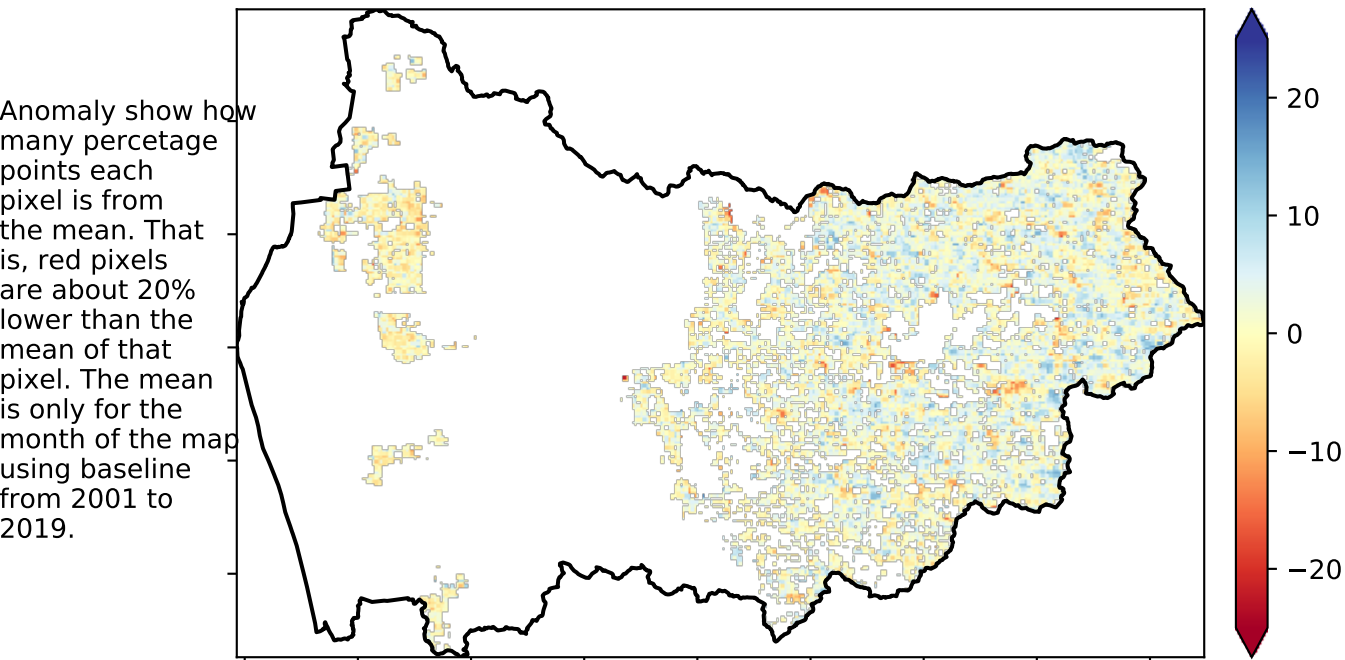 Anomaly show how
many percetage
points each
pixel is from
the mean. That
is, red pixels
are about 20%
lower than the
mean of that
pixel. The mean
is only for the
month of the map
using baseline
from 2001 to
2019.
20
10
0
−10
−20